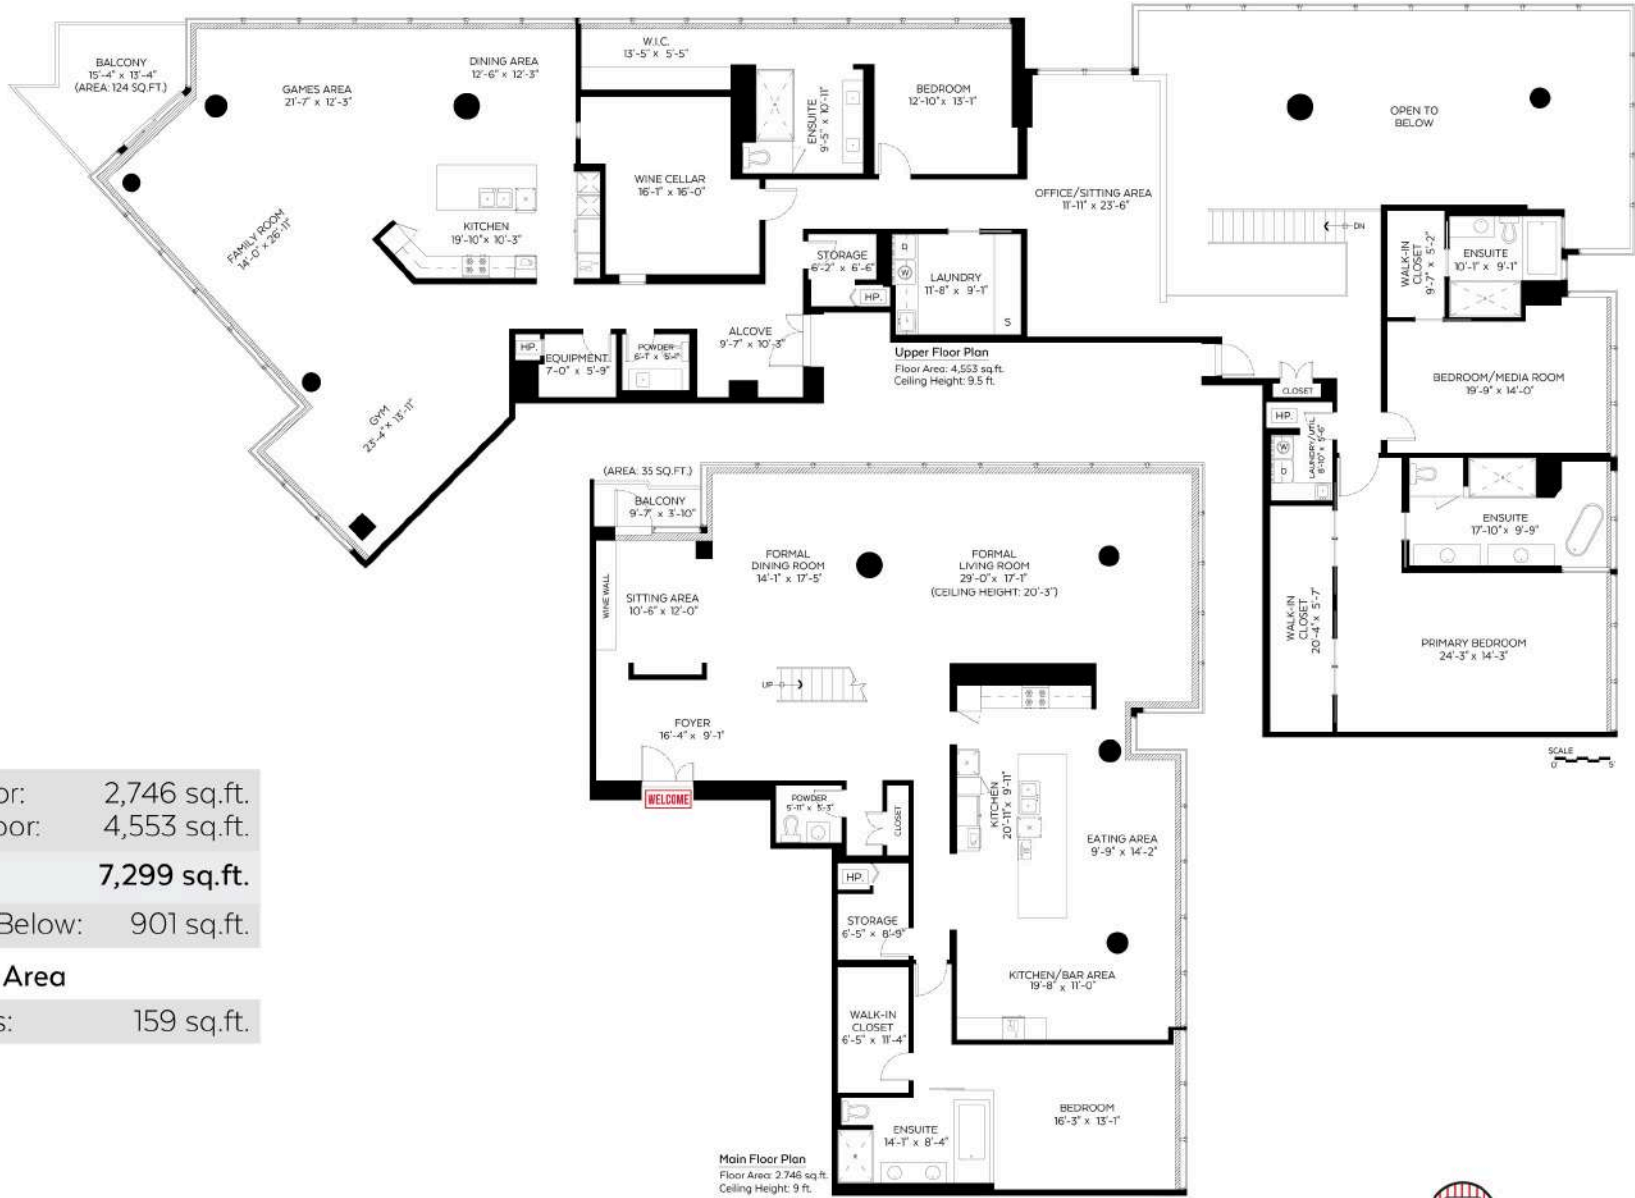 BALCONY
15'-4" x 13'-4"
(AREA: 124 SQ.FT.)
GAMES AREA
21'-7" x 12'-3"
DINING AREA
12'-6" x 12'-3"
W.I.C.
13'-5" x 5'-5"
ENSUITE
9'-5" x 10'-11"
BEDROOM
12'-10" x 13'-1"
OPEN TO
BELOW
WINE CELLAR
16'-1" x 16'-0"
OFFICE/SITTING AREA
11'-11" x 23'-6"
FAMILY ROOM
14'-0" x 26'-11"
KITCHEN
19'-10" x 10'-3"
DN
STORAGE
6'-2" x 6'-6"
HP.
D
W
LAUNDRY
11'-8" x 9'-1"
S
WALK-IN
CLOSET
9'-7" x 5'-2"
ENSUITE
10'-1" x 9'-1"
ALCOVE
9'-7" x 10'-3"
HP.
EQUIPMENT
7'-0" x 5'-9"
POWDER
6'-1" x 5'-1"
Upper Floor Plan
Floor Area: 4,553 sq.ft.
Ceiling Height: 9.5 ft.
GYM
23'-4" x 13'-11"
CLOSET
BEDROOM/MEDIA ROOM
19'-9" x 14'-0"
HP.
W
D
LAUNDRY/UTIL
8'-10" x 5'-6"
ENSUITE
17'-10" x 9'-9"
WALK-IN
CLOSET
20'-4" x 5'-7"
PRIMARY BEDROOM
24'-3" x 14'-3"
SCALE
0' 5'
(AREA: 35 SQ.FT.)
BALCONY
9'-7" x 3'-10"
FORMAL
DINING ROOM
14'-1" x 17'-5"
FORMAL
LIVING ROOM
29'-0" x 17'-1"
(CEILING HEIGHT: 20'-3")
WINE WALL
SITTING AREA
10'-6" x 12'-0"
UP
FOYER
16'-4" x 9'-1"
WELCOME
POWDER
5'-11" x 5'-3"
CLOSET
KITCHEN
20'-11" x 9'-11"
EATING AREA
9'-9" x 14'-2"
HP.
STORAGE
6'-5" x 8'-9"
KITCHEN/BAR AREA
19'-8" x 11'-0"
WALK-IN
CLOSET
6'-5" x 11'-4"
ENSUITE
14'-1" x 8'-4"
BEDROOM
16'-3" x 13'-1"
Main Floor Plan
Floor Area: 2,746 sq.ft.
Ceiling Height: 9 ft.
or: 2,746 sq.ft.
oor: 4,553 sq.ft.
7,299 sq.ft.
Below: 901 sq.ft.
Area
s: 159 sq.ft.